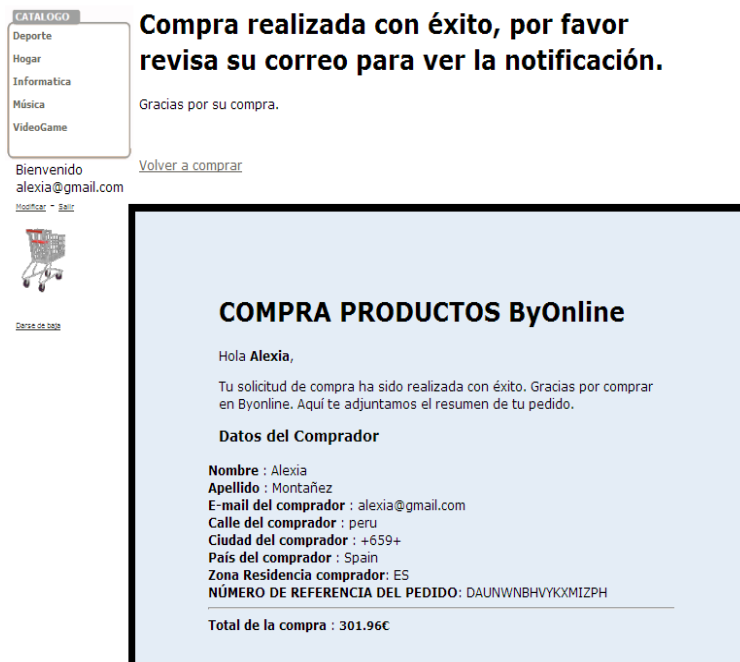 CATALOGO
Deporte
Hogar
Informatica
Música
VideoGame
Bienvenido
alexia@gmail.com
Modificar - Salir
Darse de baja
Compra realizada con éxito, por favor
revisa su correo para ver la notificación.
Gracias por su compra.
Volver a comprar
COMPRA PRODUCTOS ByOnline
Hola Alexia,
Tu solicitud de compra ha sido realizada con éxito. Gracias por comprar
en Byonline. Aquí te adjuntamos el resumen de tu pedido.
Datos del Comprador
Nombre : Alexia
Apellido : Montañez
E-mail del comprador : alexia@gmail.com
Calle del comprador : peru
Ciudad del comprador : +659+
País del comprador : Spain
Zona Residencia comprador: ES
NÚMERO DE REFERENCIA DEL PEDIDO: DAUNWNBHVYKXMIZPH
Total de la compra : 301.96€